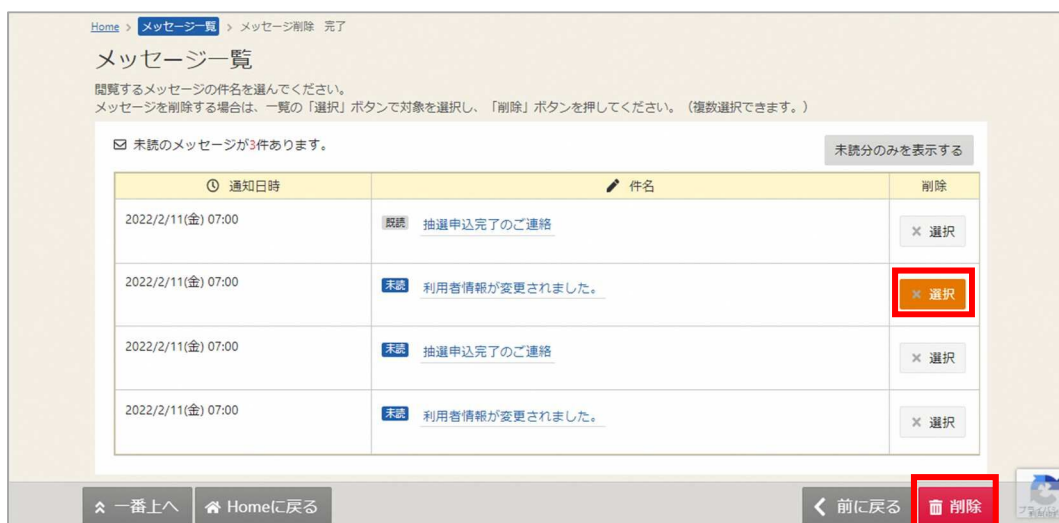 Home > メッセージ一覧 > メッセージ削除 完了
メッセージ一覧
閲覧するメッセージの件名を選んでください。
メッセージを削除する場合は、一覧の「選択」ボタンで対象を選択し、「削除」ボタンを押してください。（複数選択できます。）
未読のメッセージが3件あります。
未読分のみを表示する
通知日時 件名 削除
2022/2/11(金) 07:00 既読 抽選申込完了のご連絡 × 選択
2022/2/11(金) 07:00 未読 利用者情報が変更されました。 × 選択
2022/2/11(金) 07:00 未読 抽選申込完了のご連絡 × 選択
2022/2/11(金) 07:00 未読 利用者情報が変更されました。 × 選択
一番上へ Homeに戻る 前に戻る 削除